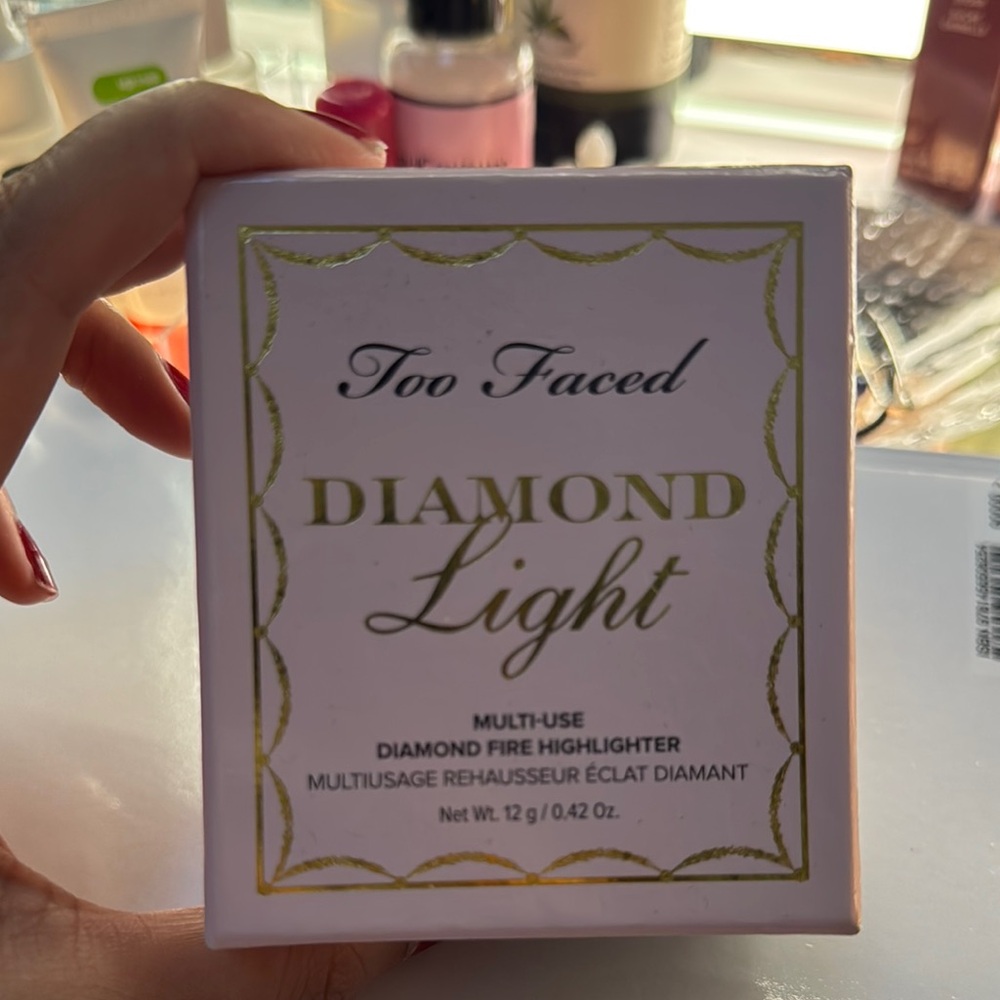 Too Faced
DIAMOND
Light
MULTI-USE
DIAMOND FIRE HIGHLIGHTER
MULTIUSAGE REHAUSSEUR ÉCLAT DIAMANT
Net Wt. 12 g / 0.42 Oz.